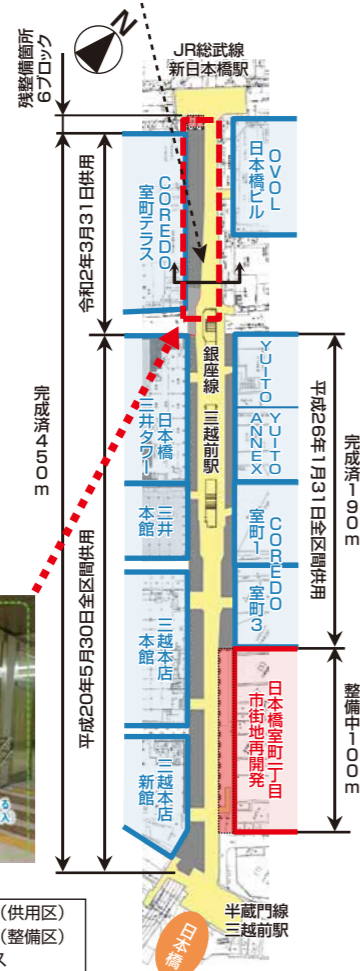 N
JR総武線
新日本橋駅
残整備箇所
6ブロック
OVOL
日本橋ビル
COREDO
室町テラス
令和2年3月31日供用
完成済450m
銀座線 三越前駅
YUITO
YUITO
ANNEX
日本橋
三井タワー
三井
本館
COREDO
室町1
室町3
平成26年1月31日全区間供用
完成済190m
平成20年5月30日全区間供用
三越本店
本館
三越本店
新館
日本橋室町一丁目
市街地再開発
整備中100m
半蔵門線
三越前駅
日本橋
(供用区)
(整備区)
ス
る
入